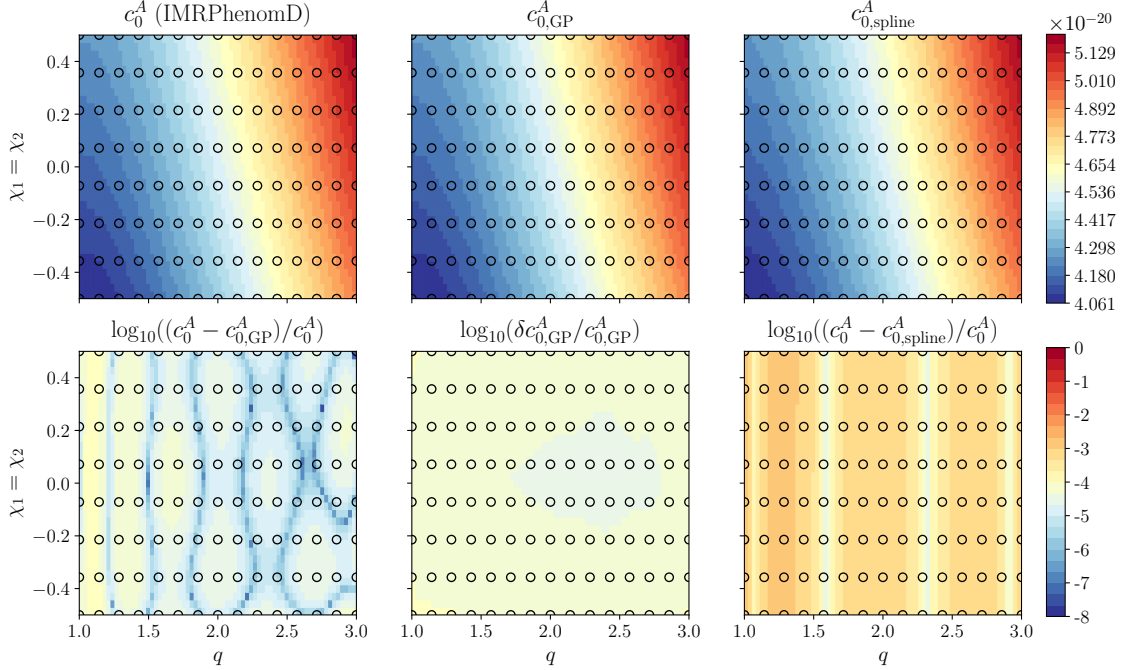 c_0^A (IMRPhenomD)
c_{0,GP}^A
c_{0,spline}^A
×10^{−20}
χ_1 = χ_2
0.4
0.2
0.0
−0.2
−0.4
5.129
5.010
4.892
4.773
4.654
4.536
4.417
4.298
4.180
4.061
log_{10}((c_0^A − c_{0,GP}^A)/c_0^A)
log_{10}(δc_{0,GP}^A/c_{0,GP}^A)
log_{10}((c_0^A − c_{0,spline}^A)/c_0^A)
χ_1 = χ_2
0.4
0.2
0.0
−0.2
−0.4
0
-1
-2
-3
-4
-5
-6
-7
-8
1.0 1.5 2.0 2.5 3.0
1.0 1.5 2.0 2.5 3.0
1.0 1.5 2.0 2.5 3.0
q
q
q